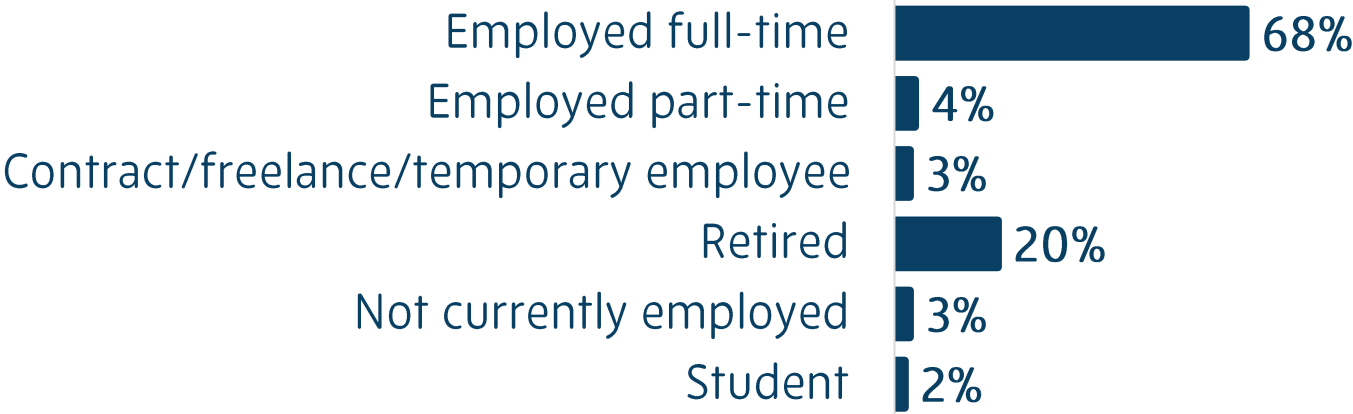 Employed full-time 68%
Employed part-time 4%
Contract/freelance/temporary employee 3%
Retired 20%
Not currently employed 3%
Student 2%